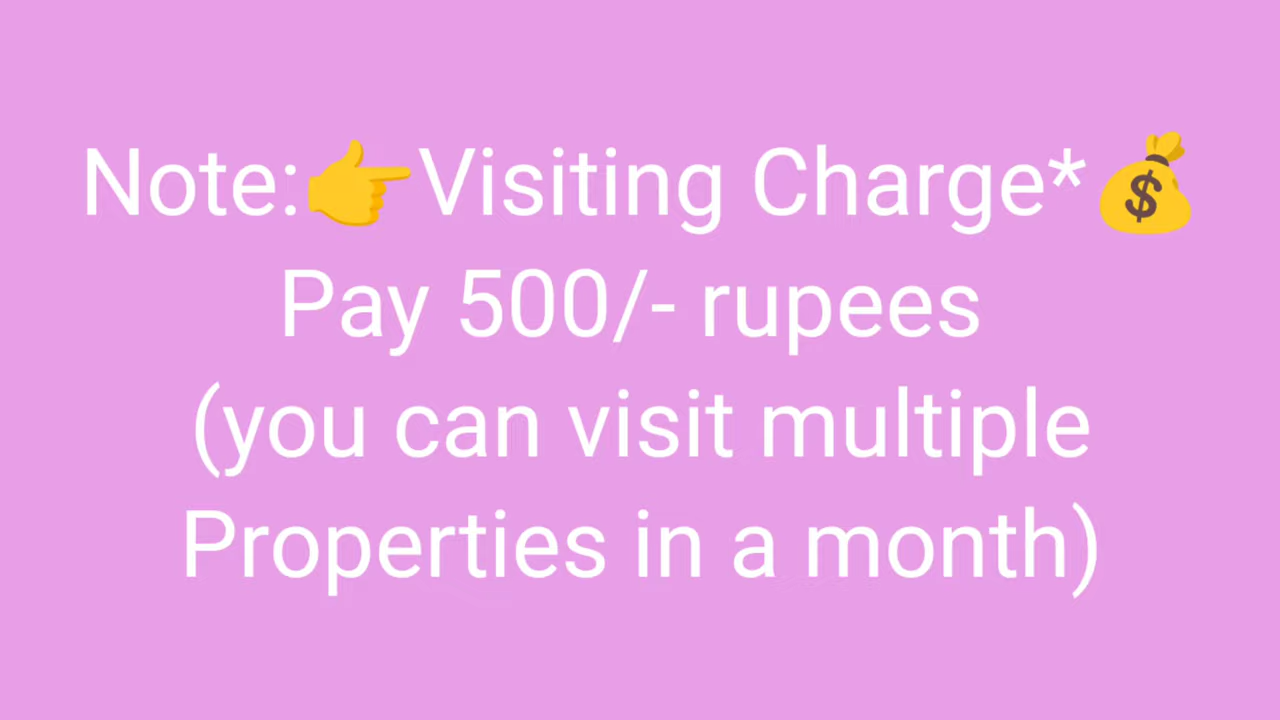 Note:👉Visiting Charge*💰
Pay 500/- rupees
(you can visit multiple
Properties in a month)